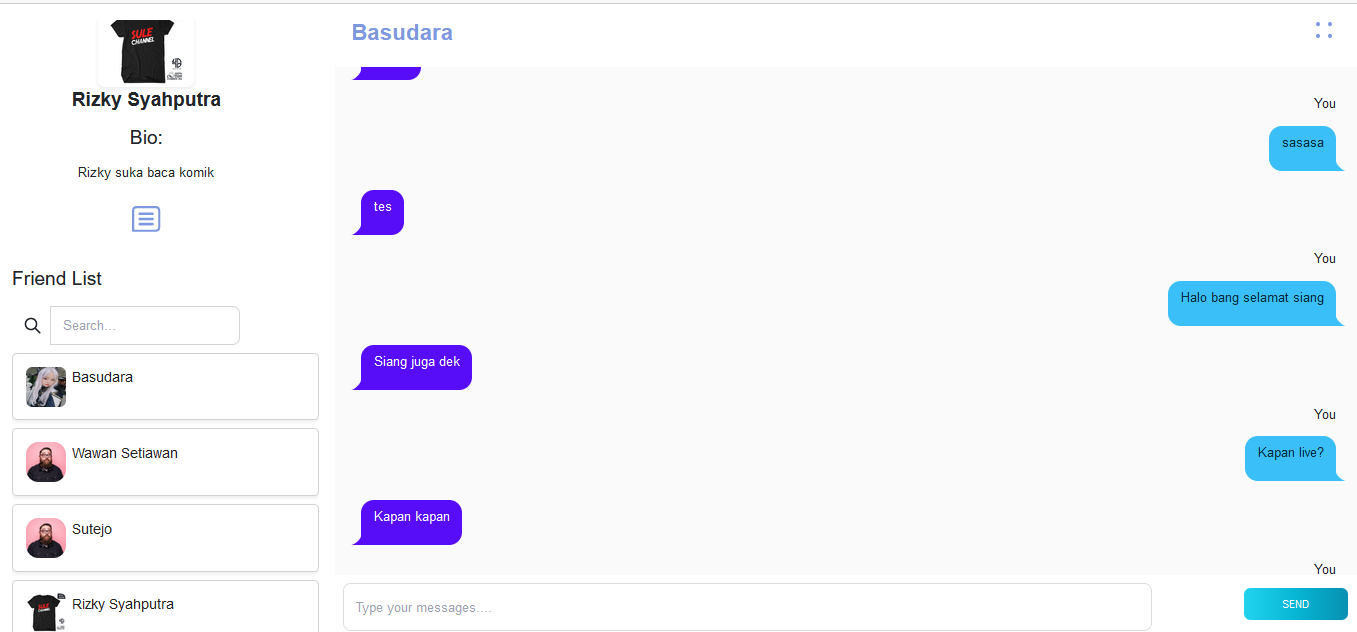 SULE
CHANNEL
Rizky Syahputra
Bio:
Rizky suka baca komik
Friend List
Search...
Basudara
Wawan Setiawan
Sutejo
Rizky Syahputra
SULE
Basudara
You
sasasa
tes
You
Halo bang selamat siang
Siang juga dek
You
Kapan live?
Kapan kapan
You
Type your messages....
SEND